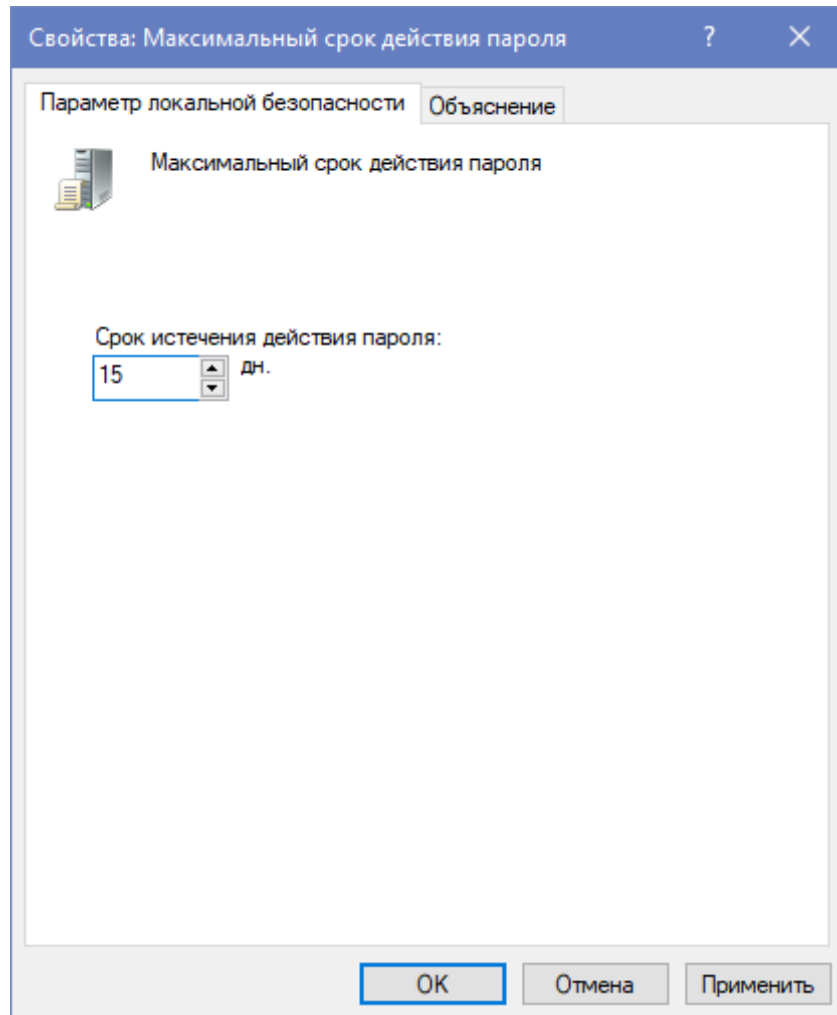 Свойства: Максимальный срок действия пароля ?
Параметр локальной безопасности Объяснение
Максимальный срок действия пароля
Срок истечения действия пароля:
15 дн.
OK Отмена Применить